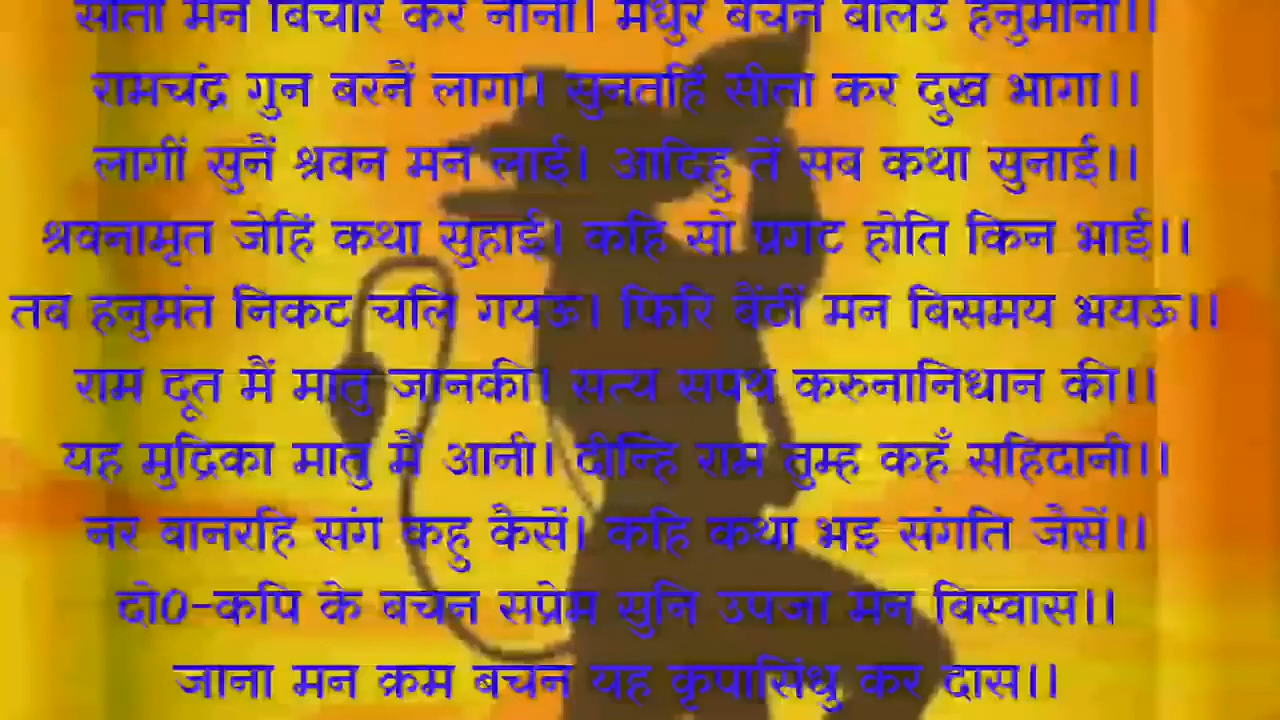 सीता मन बिचार कर नाना। मधुर बचन बोलेउ हनुमाना।।
रामचंद्र गुन बरनैं लागा। सुनतहिं सीता कर दुख भागा।।
लागीं सुनैं श्रवन मन लाई। आदिहु तें सब कथा सुनाई।।
श्रवनामृत जेहिं कथा सुहाई। कहि सो प्रगट होति किन भाई।।
तब हनुमंत निकट चलि गयऊ। फिरि बैंठीं मन बिसमय भयऊ।।
राम दूत मैं मातु जानकी। सत्य सपथ करुनानिधान की।।
यह मुद्रिका मातु मैं आनी। दीन्हि राम तुम्ह कहँ सहिदानी।।
नर वानरहि संग कहु कैसें। कहि कथा भइ संगति जैसें।।
दो0-कपि के बचन सप्रेम सुनि उपजा मन बिस्वास।।
जाना मन क्रम बचन यह कृपासिंधु कर दास।।